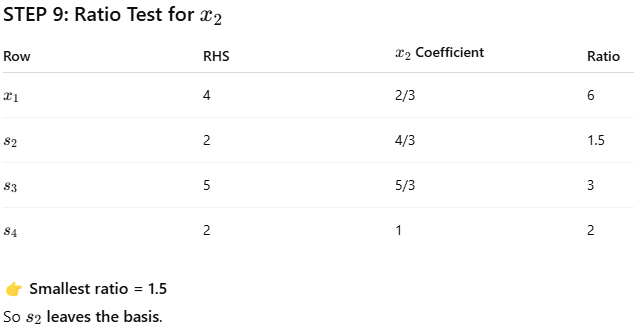 STEP 9: Ratio Test for x₂
Row RHS x₂ Coefficient Ratio
x₁ 4 2/3 6
s₂ 2 4/3 1.5
s₃ 5 5/3 3
s₄ 2 1 2
👉 Smallest ratio = 1.5
So s₂ leaves the basis.